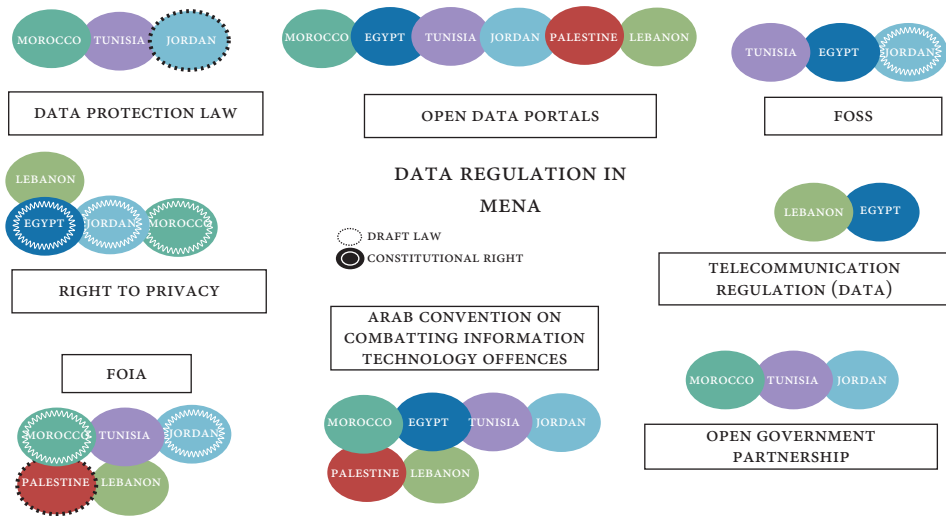 MOROCCO TUNISIA JORDAN
DATA PROTECTION LAW
MOROCCO EGYPT TUNISIA JORDAN PALESTINE LEBANON
OPEN DATA PORTALS
TUNISIA EGYPT JORDAN
FOSS
DATA REGULATION IN
MENA
DRAFT LAW
CONSTITUTIONAL RIGHT
LEBANON
EGYPT JORDAN MOROCCO
RIGHT TO PRIVACY
LEBANON EGYPT
TELECOMMUNICATION
REGULATION (DATA)
FOIA
MOROCCO TUNISIA JORDAN
PALESTINE LEBANON
ARAB CONVENTION ON
COMBATTING INFORMATION
TECHNOLOGY OFFENCES
MOROCCO EGYPT TUNISIA JORDAN
PALESTINE LEBANON
MOROCCO TUNISIA JORDAN
OPEN GOVERNMENT
PARTNERSHIP